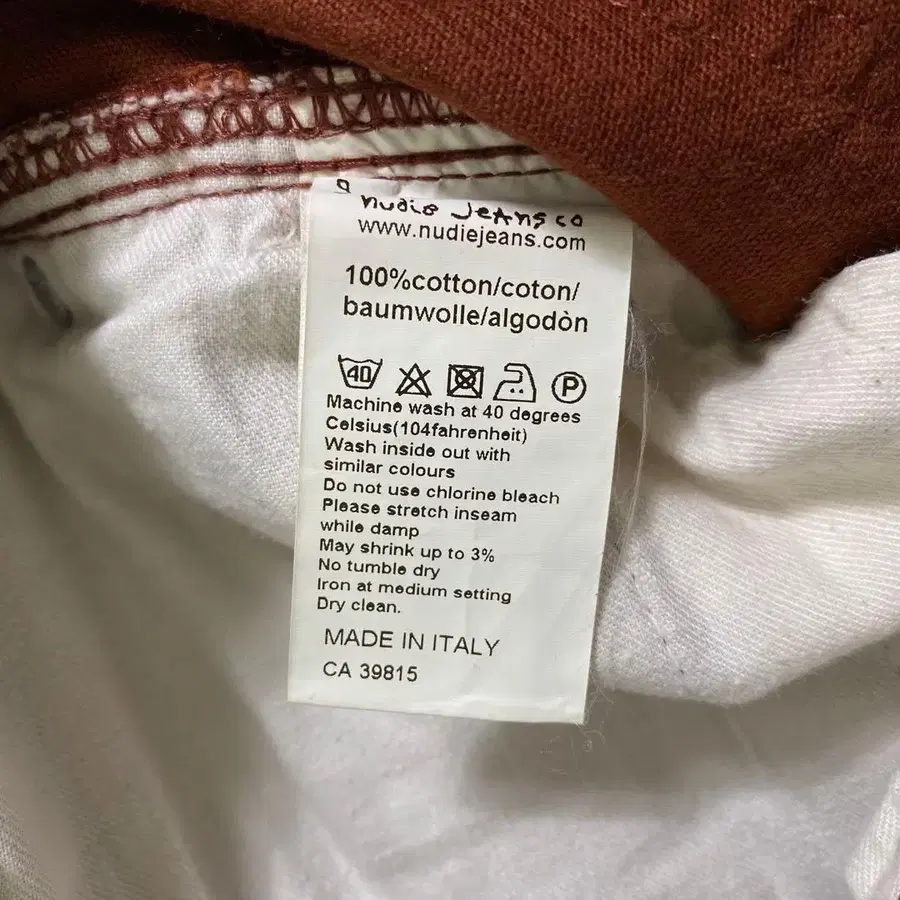 nudie jeans co
www.nudiejeans.com
100%cotton/coton/
baumwolle/algodòn
40 P
Machine wash at 40 degrees
Celsius(104fahrenheit)
Wash inside out with
similar colours
Do not use chlorine bleach
Please stretch inseam
while damp
May shrink up to 3%
No tumble dry
Iron at medium setting
Dry clean.
MADE IN ITALY
CA 39815